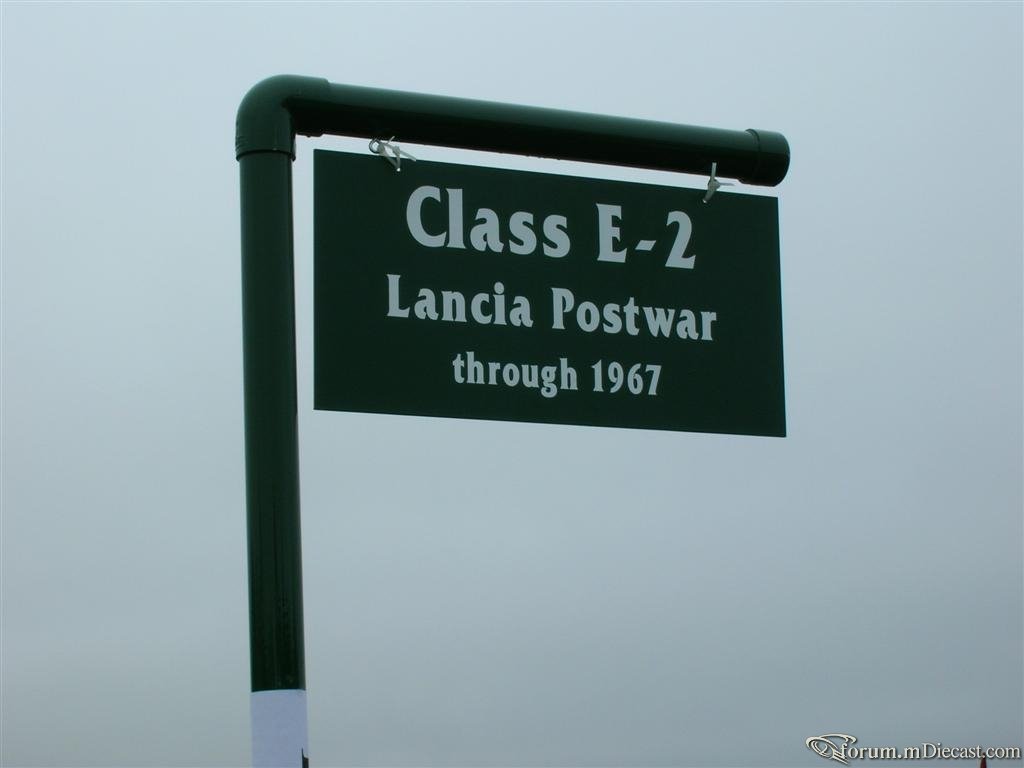 Class E-2
Lancia Postwar
through 1967
forum.mDiecast.com